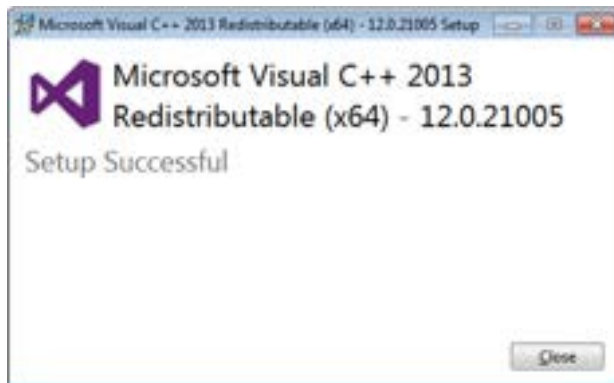 Microsoft Visual C++ 2013 Redistributable (x64) - 12.0.21005 Setup
Microsoft Visual C++ 2013
Redistributable (x64) - 12.0.21005
Setup Successful
Close